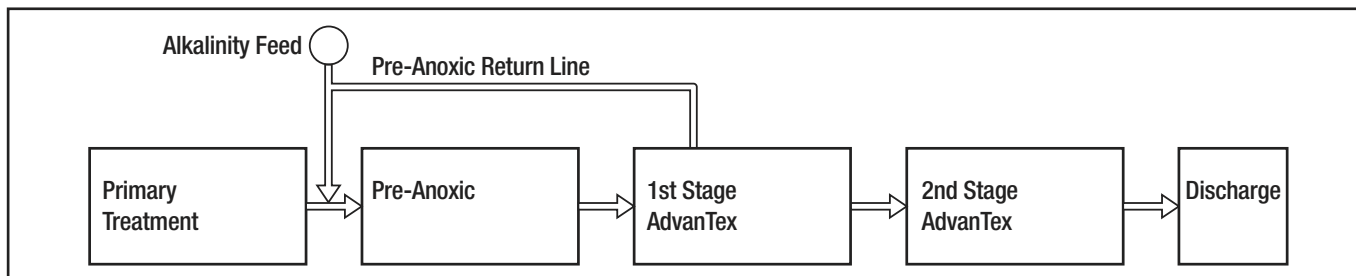 Alkalinity Feed
Pre-Anoxic Return Line
Primary
Treatment
Pre-Anoxic
1st Stage
AdvanTex
2nd Stage
AdvanTex
Discharge